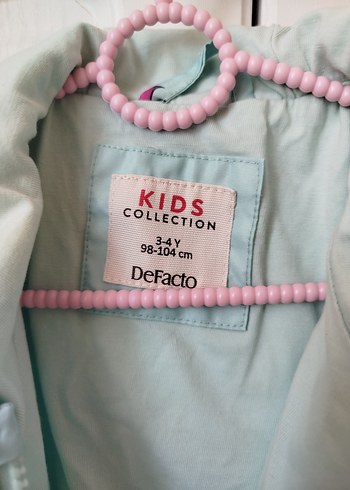 KIDS
COLLECTION
3-4 Y
98-104 cm
DeFacto